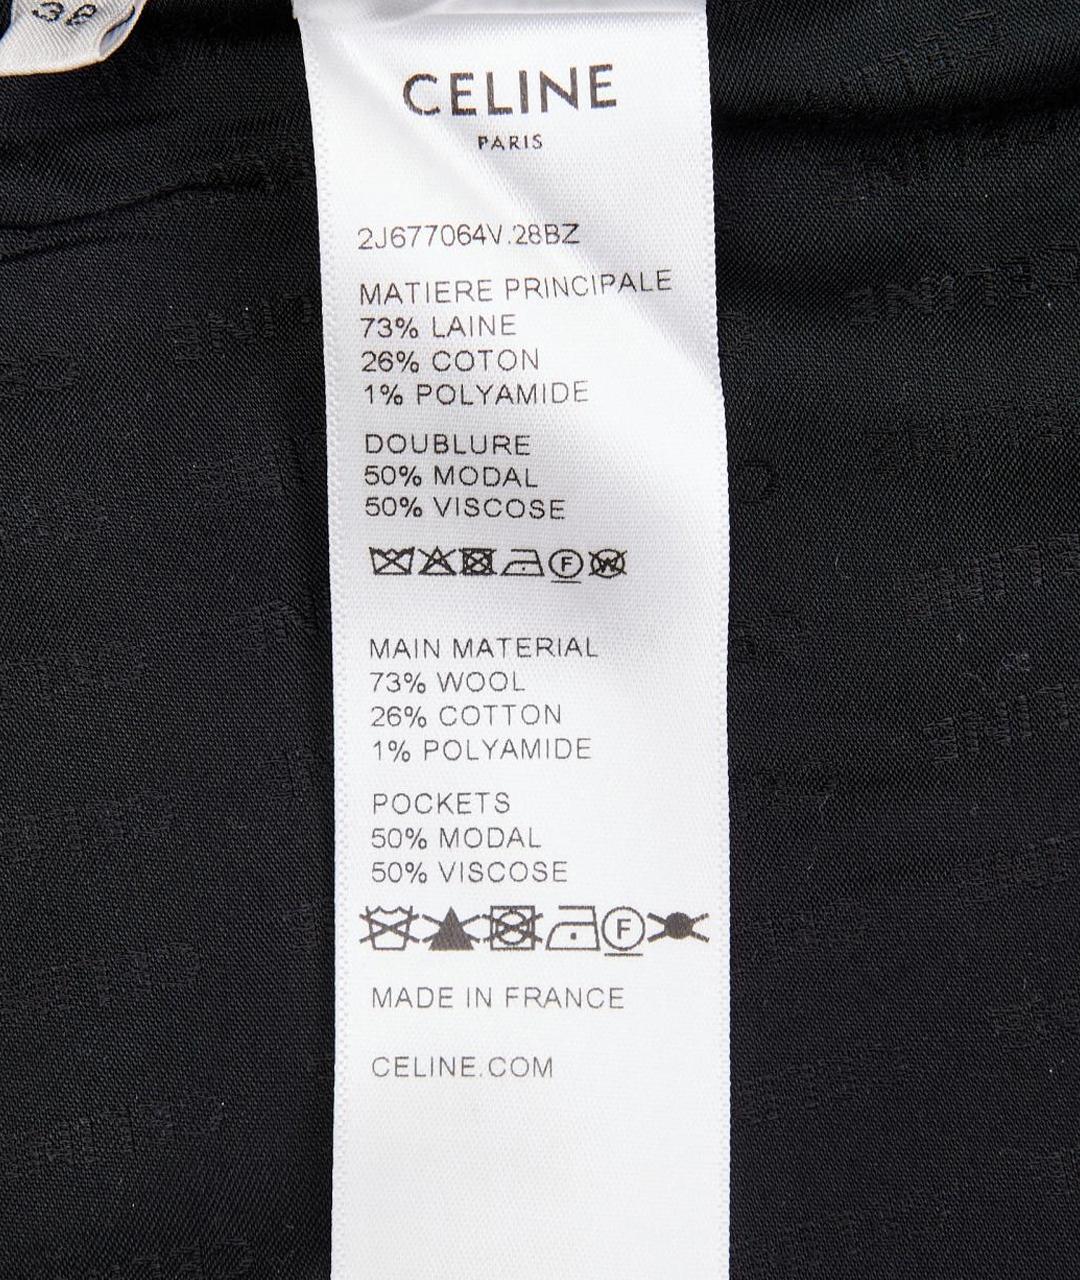 38
CELINE
PARIS
2J677064V.28BZ
MATIERE PRINCIPALE
73% LAINE
26% COTON
1% POLYAMIDE
DOUBLURE
50% MODAL
50% VISCOSE
F W
MAIN MATERIAL
73% WOOL
26% COTTON
1% POLYAMIDE
POCKETS
50% MODAL
50% VISCOSE
F
MADE IN FRANCE
CELINE.COM